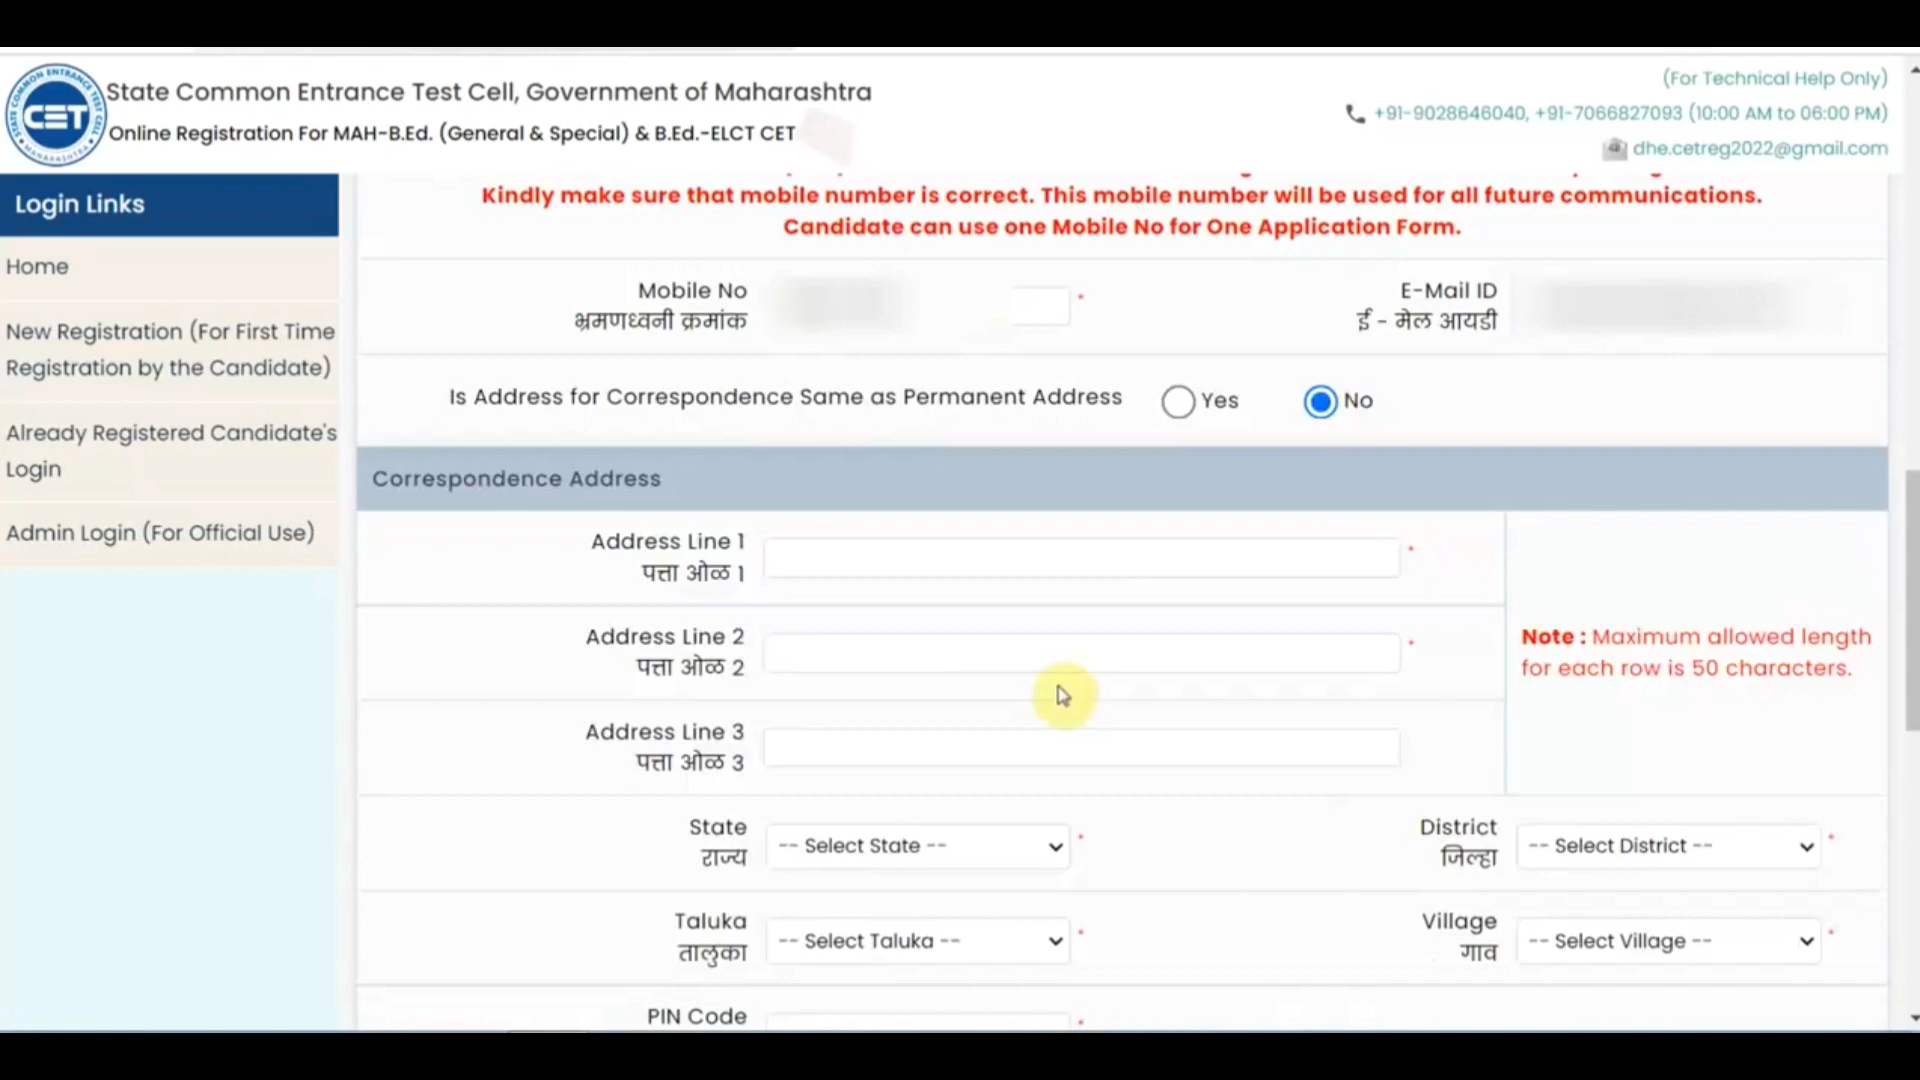 State Common Entrance Test Cell, Government of Maharashtra
Online Registration For MAH-B.Ed. (General & Special) & B.Ed.-ELCT CET
(For Technical Help Only)
+91-9028646040, +91-7066827093 (10:00 AM to 06:00 PM)
dhe.cetreg2022@gmail.com
STATE COMMON ENTRANCE TEST CELL
CET
MAHARASHTRA
Login Links
Home
New Registration (For First Time
Registration by the Candidate)
Already Registered Candidate's
Login
Admin Login (For Official Use)
Kindly make sure that mobile number is correct. This mobile number will be used for all future communications.
Candidate can use one Mobile No for One Application Form.
Mobile No
भ्रमणध्वनी क्रमांक
*
E-Mail ID
ई - मेल आयडी
Is Address for Correspondence Same as Permanent Address Yes No
Correspondence Address
Address Line 1
पत्ता ओळ 1
*
Address Line 2
पत्ता ओळ 2
*
Address Line 3
पत्ता ओळ 3
Note : Maximum allowed length
for each row is 50 characters.
State
राज्य
-- Select State -- *
District
जिल्हा
-- Select District -- *
Taluka
तालुका
-- Select Taluka -- *
Village
गाव
-- Select Village -- *
PIN Code
*